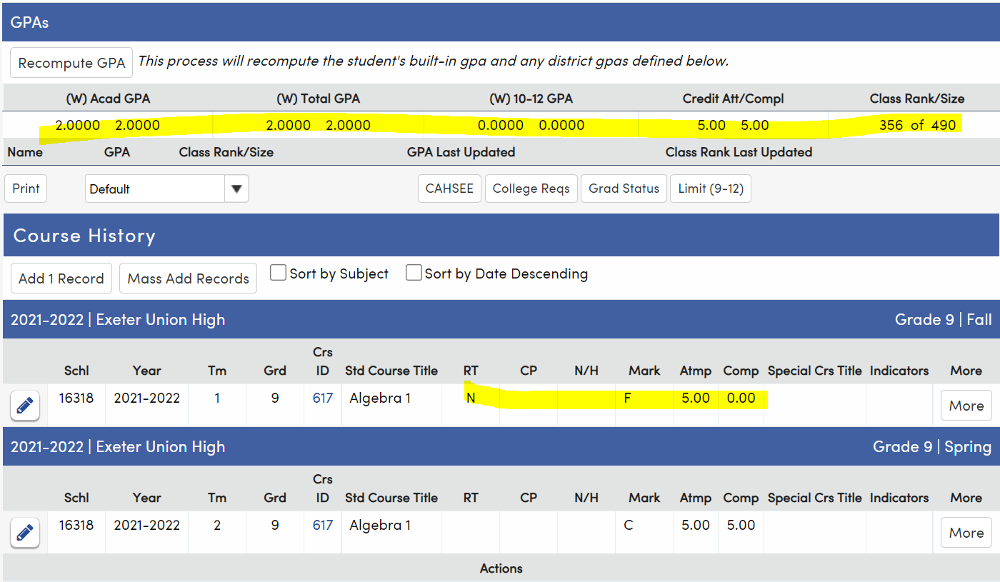 GPAs
Recompute GPA This process will recompute the student's built-in gpa and any district gpas defined below.
(W) Acad GPA (W) Total GPA (W) 10-12 GPA Credit Att/Compl Class Rank/Size
2.0000 2.0000 2.0000 2.0000 0.0000 0.0000 5.00 5.00 356 of 490
Name GPA Class Rank/Size GPA Last Updated Class Rank Last Updated
Print Default CAHSEE College Reqs Grad Status Limit (9-12)
Course History
Add 1 Record Mass Add Records Sort by Subject Sort by Date Descending
2021-2022 | Exeter Union High Grade 9 | Fall
Schl Year Tm Grd Crs ID Std Course Title RT CP N/H Mark Atmp Comp Special Crs Title Indicators More
16318 2021-2022 1 9 617 Algebra 1 N F 5.00 0.00 More
2021-2022 | Exeter Union High Grade 9 | Spring
Schl Year Tm Grd Crs ID Std Course Title RT CP N/H Mark Atmp Comp Special Crs Title Indicators More
16318 2021-2022 2 9 617 Algebra 1 C 5.00 5.00 More
Actions